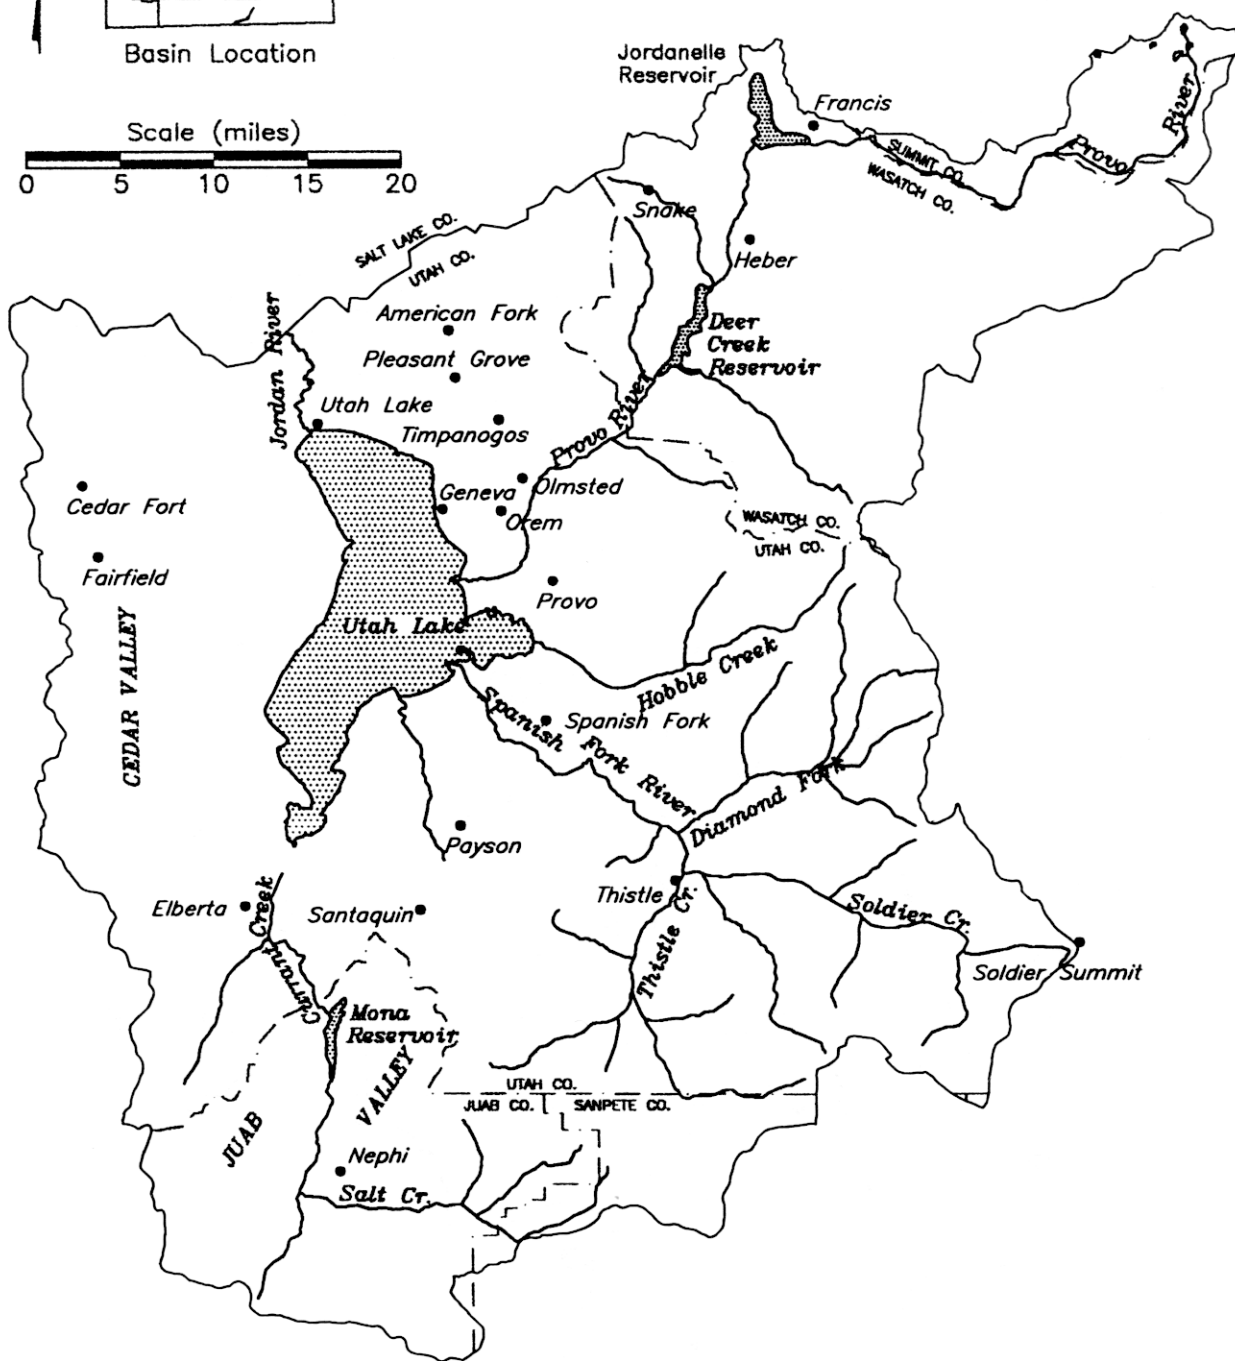 Basin Location
Scale (miles)
0 5 10 15 20
Jordanelle
Reservoir
Francis
Provo
River
SUMMIT CO.
WASATCH CO.
Snake
SALT LAKE CO.
UTAH CO.
Heber
Jordan River
American Fork
Deer
Creek
Reservoir
Pleasant Grove
Utah Lake
Timpanogos
Provo River
Cedar Fort
Geneva
Olmsted
Orem
WASATCH CO.
UTAH CO.
Fairfield
Provo
CEDAR VALLEY
Utah Lake
Hobble Creek
Spanish Fork River
Spanish Fork
Diamond Fork
Payson
Thistle
Elberta
Currant Creek
Santaquin
Soldier Cr.
Thistle Cr.
Soldier Summit
Mona
Reservoir
JUAB
VALLEY
UTAH CO.
JUAB CO.
SANPETE CO.
Nephi
Salt Cr.